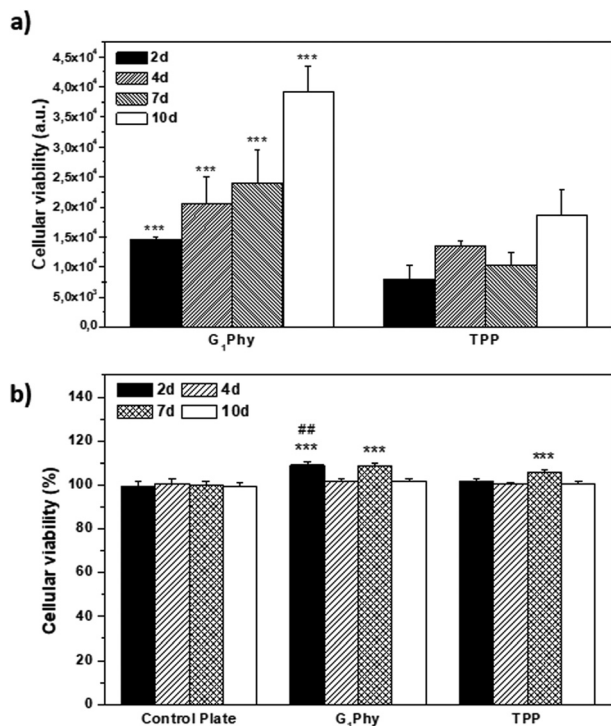 a)
Cellular viability (a.u.)
4,5x10⁴
4,0x10⁴
3,5x10⁴
3,0x10⁴
2,5x10⁴
2,0x10⁴
1,5x10⁴
1,0x10⁴
5,0x10³
0,0
2d
4d
7d
10d
***
***
***
***
G₁Phy
TPP
b)
Cellular viability (%)
140
120
100
80
60
40
20
0
2d 4d
7d 10d
##
*** ***
***
Control Plate G₁Phy TPP